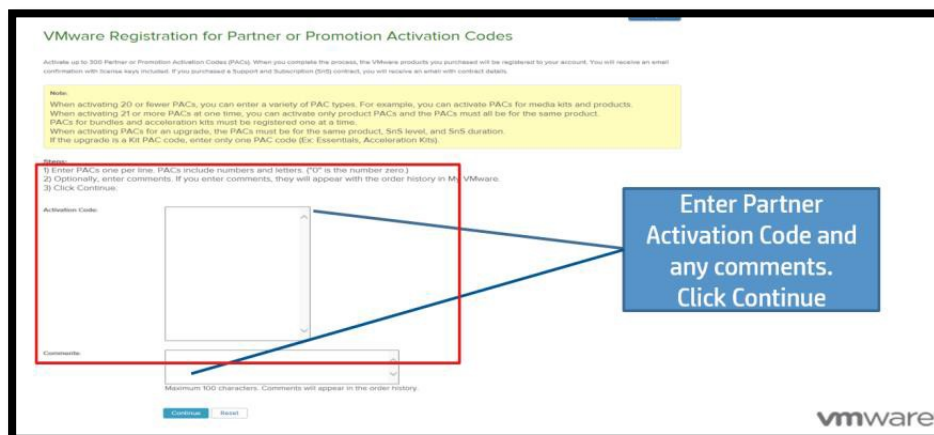 VMware Registration for Partner or Promotion Activation Codes
Activate up to 300 Partner or Promotion Activation Codes (PACs). When you complete the process, the VMware products you purchased will be registered to your account. You will receive an email
confirmation with license keys included. If you purchased a Support and Subscription (SnS) contract, you will receive an email with contract details.
Note:
When activating 20 or fewer PACs, you can enter a variety of PAC types. For example, you can activate PACs for media kits and products.
When activating 21 or more PACs at one time, you can activate only product PACs and the PACs must all be for the same product.
PACs for bundles and acceleration kits must be registered one at a time.
When activating PACs for an upgrade, the PACs must be for the same product, SnS level, and SnS duration.
If the upgrade is a Kit PAC code, enter only one PAC code (Ex: Essentials, Acceleration Kits).
Steps:
1) Enter PACs one per line. PACs include numbers and letters. ("0" is the number zero.)
2) Optionally, enter comments. If you enter comments, they will appear with the order history in My VMware.
3) Click Continue.
Activation Code:
Enter Partner
Activation Code and
any comments.
Click Continue
Comments:
Maximum 100 characters. Comments will appear in the order history.
Continue Reset
vmware